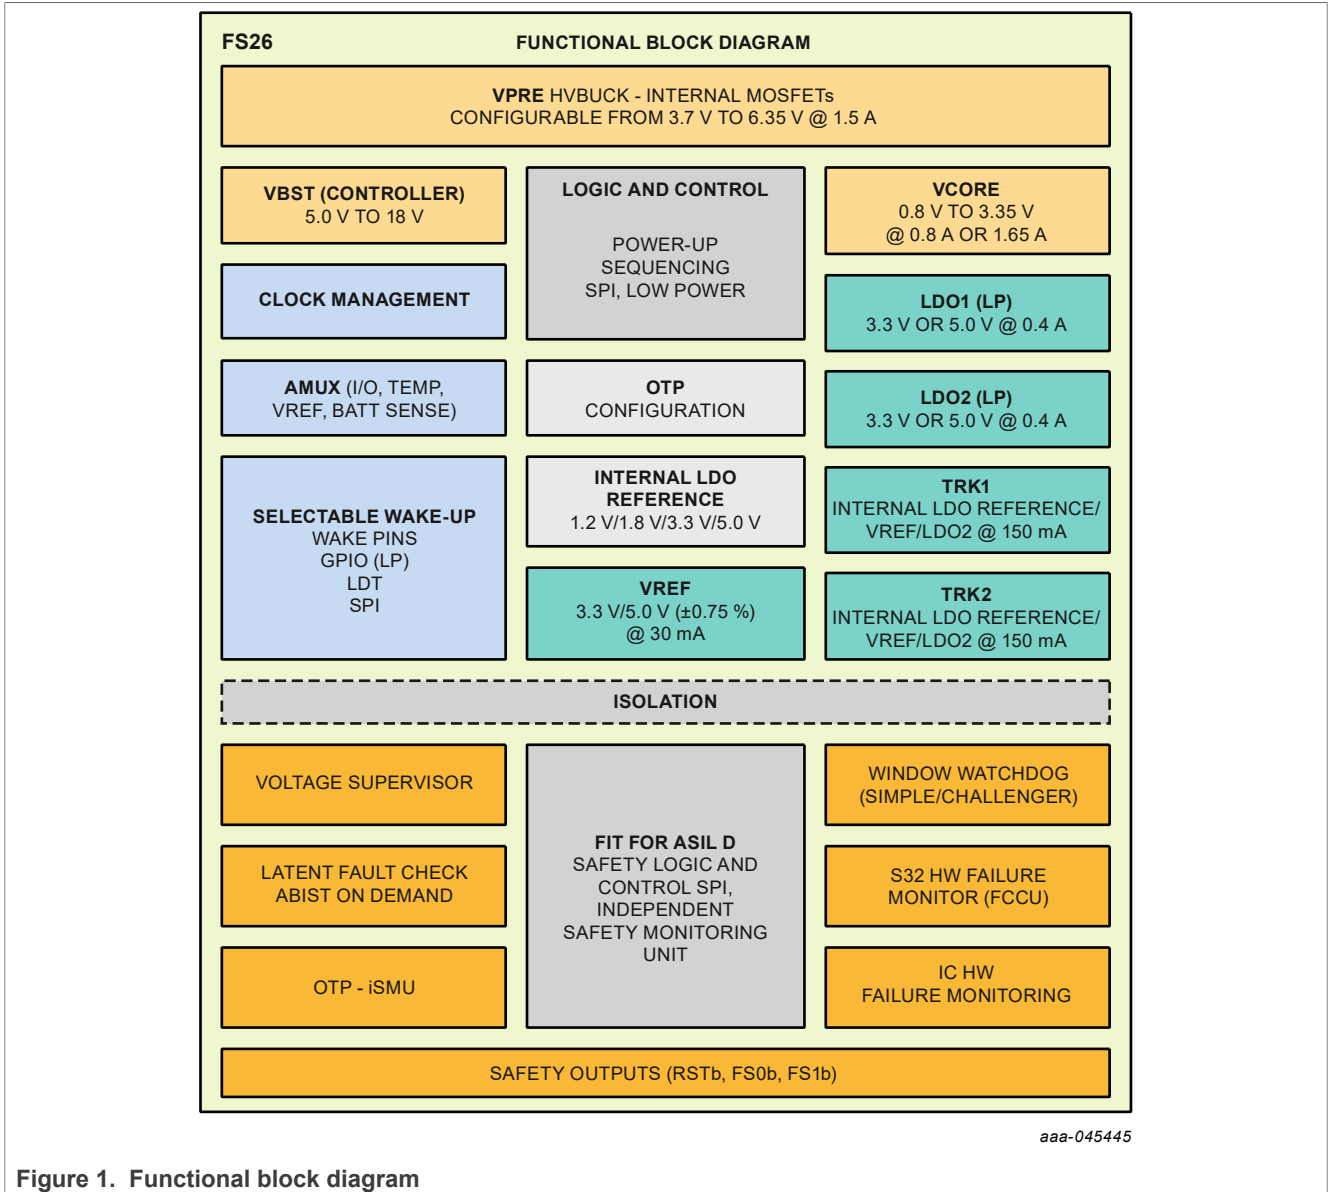 FS26
FUNCTIONAL BLOCK DIAGRAM
VPRE HVBUCK - INTERNAL MOSFETs
CONFIGURABLE FROM 3.7 V TO 6.35 V @ 1.5 A
VBST (CONTROLLER)
5.0 V TO 18 V
LOGIC AND CONTROL
POWER-UP
SEQUENCING
SPI, LOW POWER
VCORE
0.8 V TO 3.35 V
@ 0.8 A OR 1.65 A
CLOCK MANAGEMENT
LDO1 (LP)
3.3 V OR 5.0 V @ 0.4 A
AMUX (I/O, TEMP,
VREF, BATT SENSE)
OTP
CONFIGURATION
LDO2 (LP)
3.3 V OR 5.0 V @ 0.4 A
SELECTABLE WAKE-UP
WAKE PINS
GPIO (LP)
LDT
SPI
INTERNAL LDO
REFERENCE
1.2 V/1.8 V/3.3 V/5.0 V
TRK1
INTERNAL LDO REFERENCE/
VREF/LDO2 @ 150 mA
VREF
3.3 V/5.0 V (±0.75 %)
@ 30 mA
TRK2
INTERNAL LDO REFERENCE/
VREF/LDO2 @ 150 mA
ISOLATION
VOLTAGE SUPERVISOR
FIT FOR ASIL D
SAFETY LOGIC AND
CONTROL SPI,
INDEPENDENT
SAFETY MONITORING
UNIT
WINDOW WATCHDOG
(SIMPLE/CHALLENGER)
LATENT FAULT CHECK
ABIST ON DEMAND
S32 HW FAILURE
MONITOR (FCCU)
OTP - iSMU
IC HW
FAILURE MONITORING
SAFETY OUTPUTS (RSTb, FS0b, FS1b)
aaa-045445
Figure 1. Functional block diagram